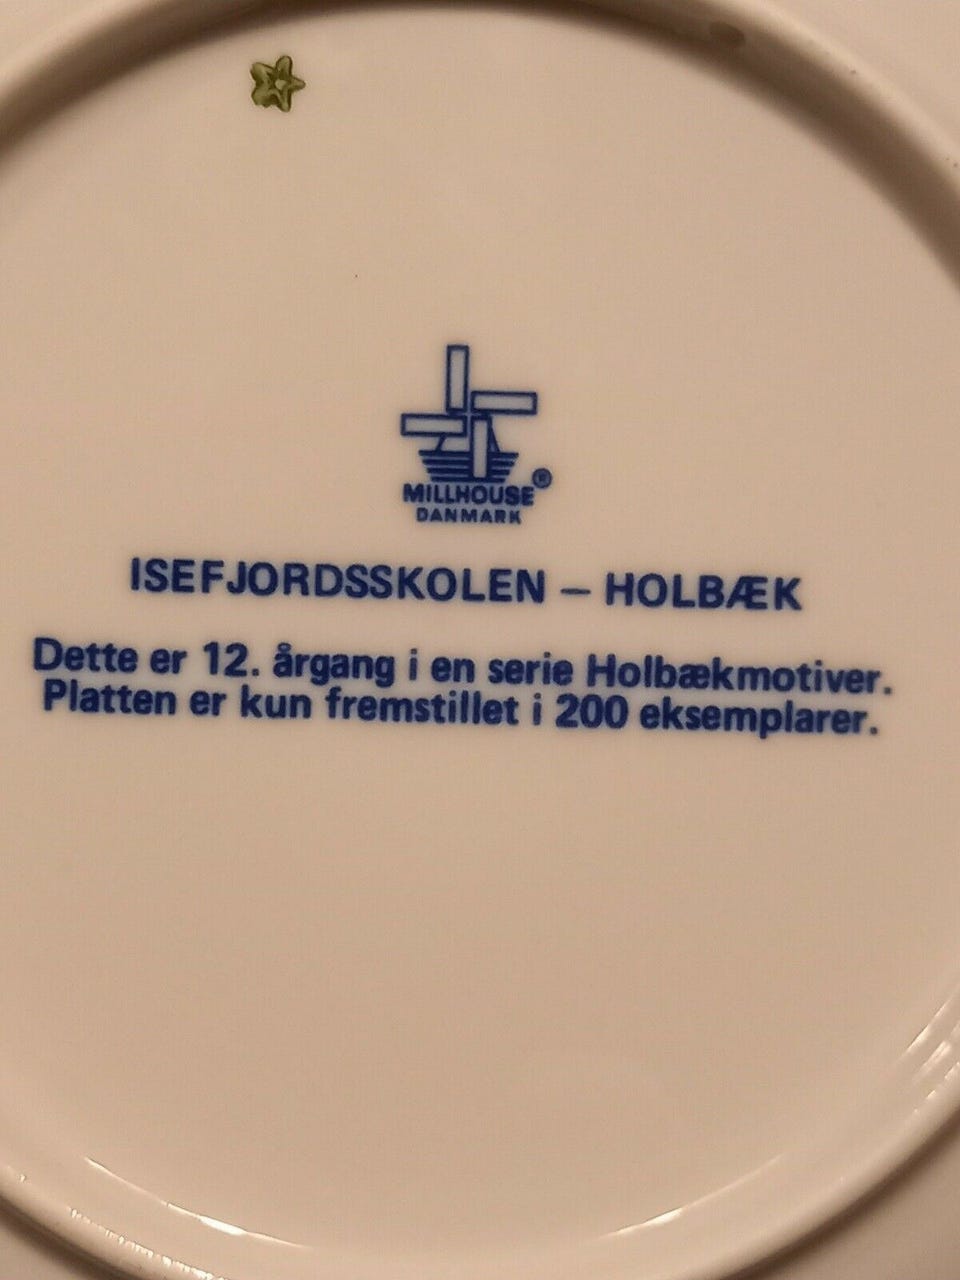 MILLHOUSE®
DANMARK
ISEFJORDSSKOLEN – HOLBÆK
Dette er 12. årgang i en serie Holbækmotiver.
Platten er kun fremstillet i 200 eksemplarer.